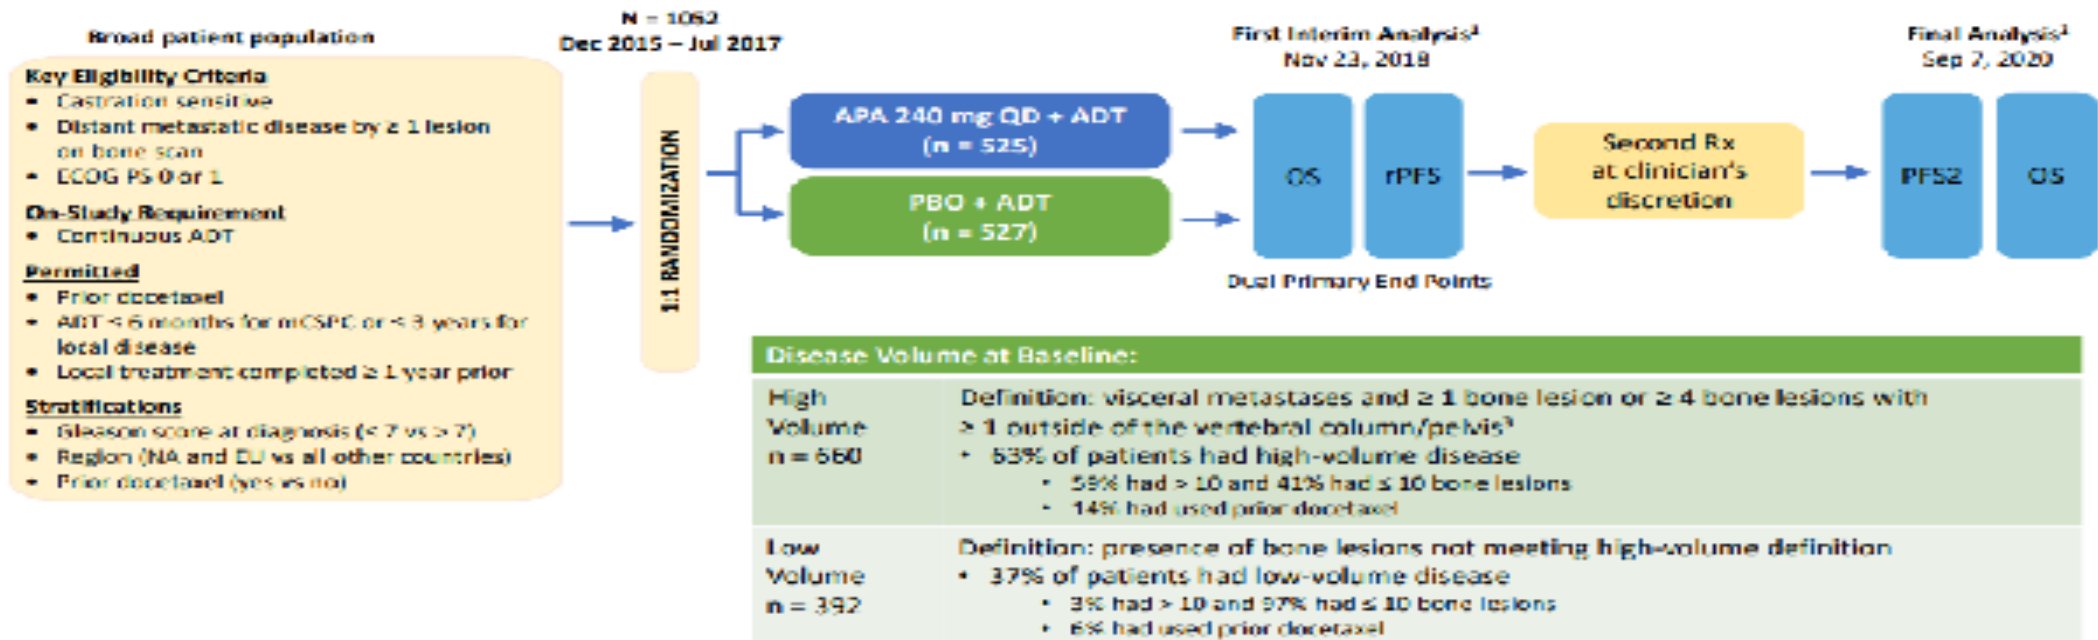 Broad patient population
Key Eligibility Criteria
• Castration sensitive
• Distant metastatic disease by ≥ 1 lesion
on bone scan
• ECOG PS 0 or 1
On-Study Requirement
• Continuous ADT
Permitted
• Prior docetaxel
• ADT ≤ 6 months for mCSPC or ≤ 3 years for
local disease
• Local treatment completed ≥ 1 year prior
Stratifications
• Gleason score at diagnosis (≤ 7 vs > 7)
• Region (NA and EU vs all other countries)
• Prior docetaxel (yes vs no)
N = 1052
Dec 2015 – Jul 2017
1:1 RANDOMIZATION
APA 240 mg QD + ADT
(n = 525)
PBO + ADT
(n = 527)
First Interim Analysis¹
Nov 23, 2018
OS
rPFS
Dual Primary End Points
Second Rx
at clinician's
discretion
Final Analysis²
Sep 7, 2020
PFS2
OS
Disease Volume at Baseline:
High
Volume
n = 660
Definition: visceral metastases and ≥ 1 bone lesion or ≥ 4 bone lesions with
≥ 1 outside of the vertebral column/pelvis³
• 63% of patients had high-volume disease
• 59% had > 10 and 41% had ≤ 10 bone lesions
• 14% had used prior docetaxel
Low
Volume
n = 392
Definition: presence of bone lesions not meeting high-volume definition
• 37% of patients had low-volume disease
• 3% had > 10 and 97% had ≤ 10 bone lesions
• 6% had used prior docetaxel